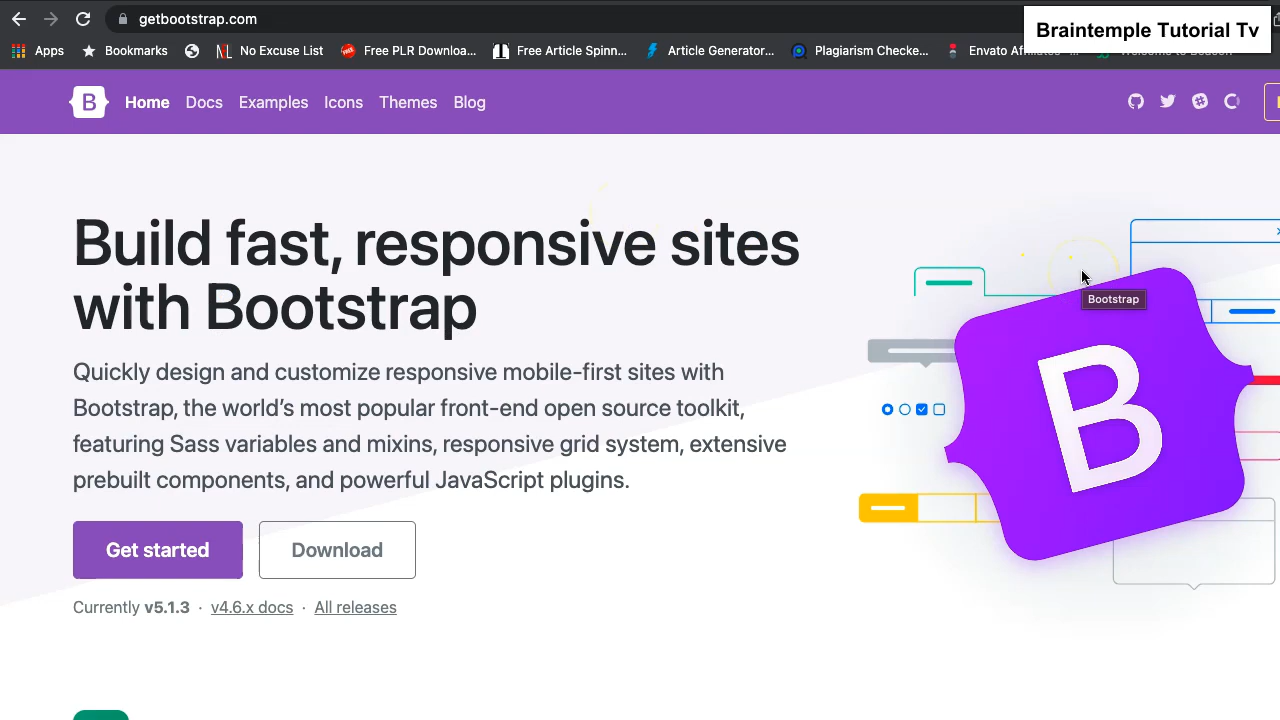 getbootstrap.com
Braintemple Tutorial Tv
Apps
Bookmarks
No Excuse List
Free PLR Downloa...
Free Article Spinn...
Article Generator...
Plagiarism Checke...
Envato Affiliates
B
Home
Docs
Examples
Icons
Themes
Blog
Build fast, responsive sites
with Bootstrap
Quickly design and customize responsive mobile-first sites with
Bootstrap, the world’s most popular front-end open source toolkit,
featuring Sass variables and mixins, responsive grid system, extensive
prebuilt components, and powerful JavaScript plugins.
Bootstrap
B
Get started
Download
Currently v5.1.3 · v4.6.x docs · All releases